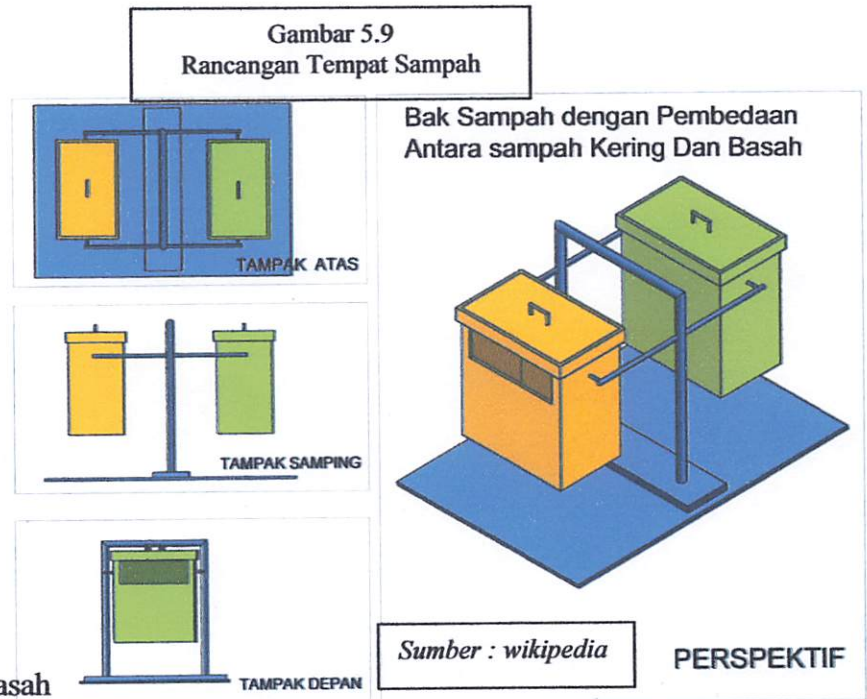 Gambar 5.9
Rancangan Tempat Sampah
TAMPAK ATAS
TAMPAK SAMPING
TAMPAK DEPAN
Bak Sampah dengan Pembedaan
Antara sampah Kering Dan Basah
Sumber : wikipedia
PERSPEKTIF
asah